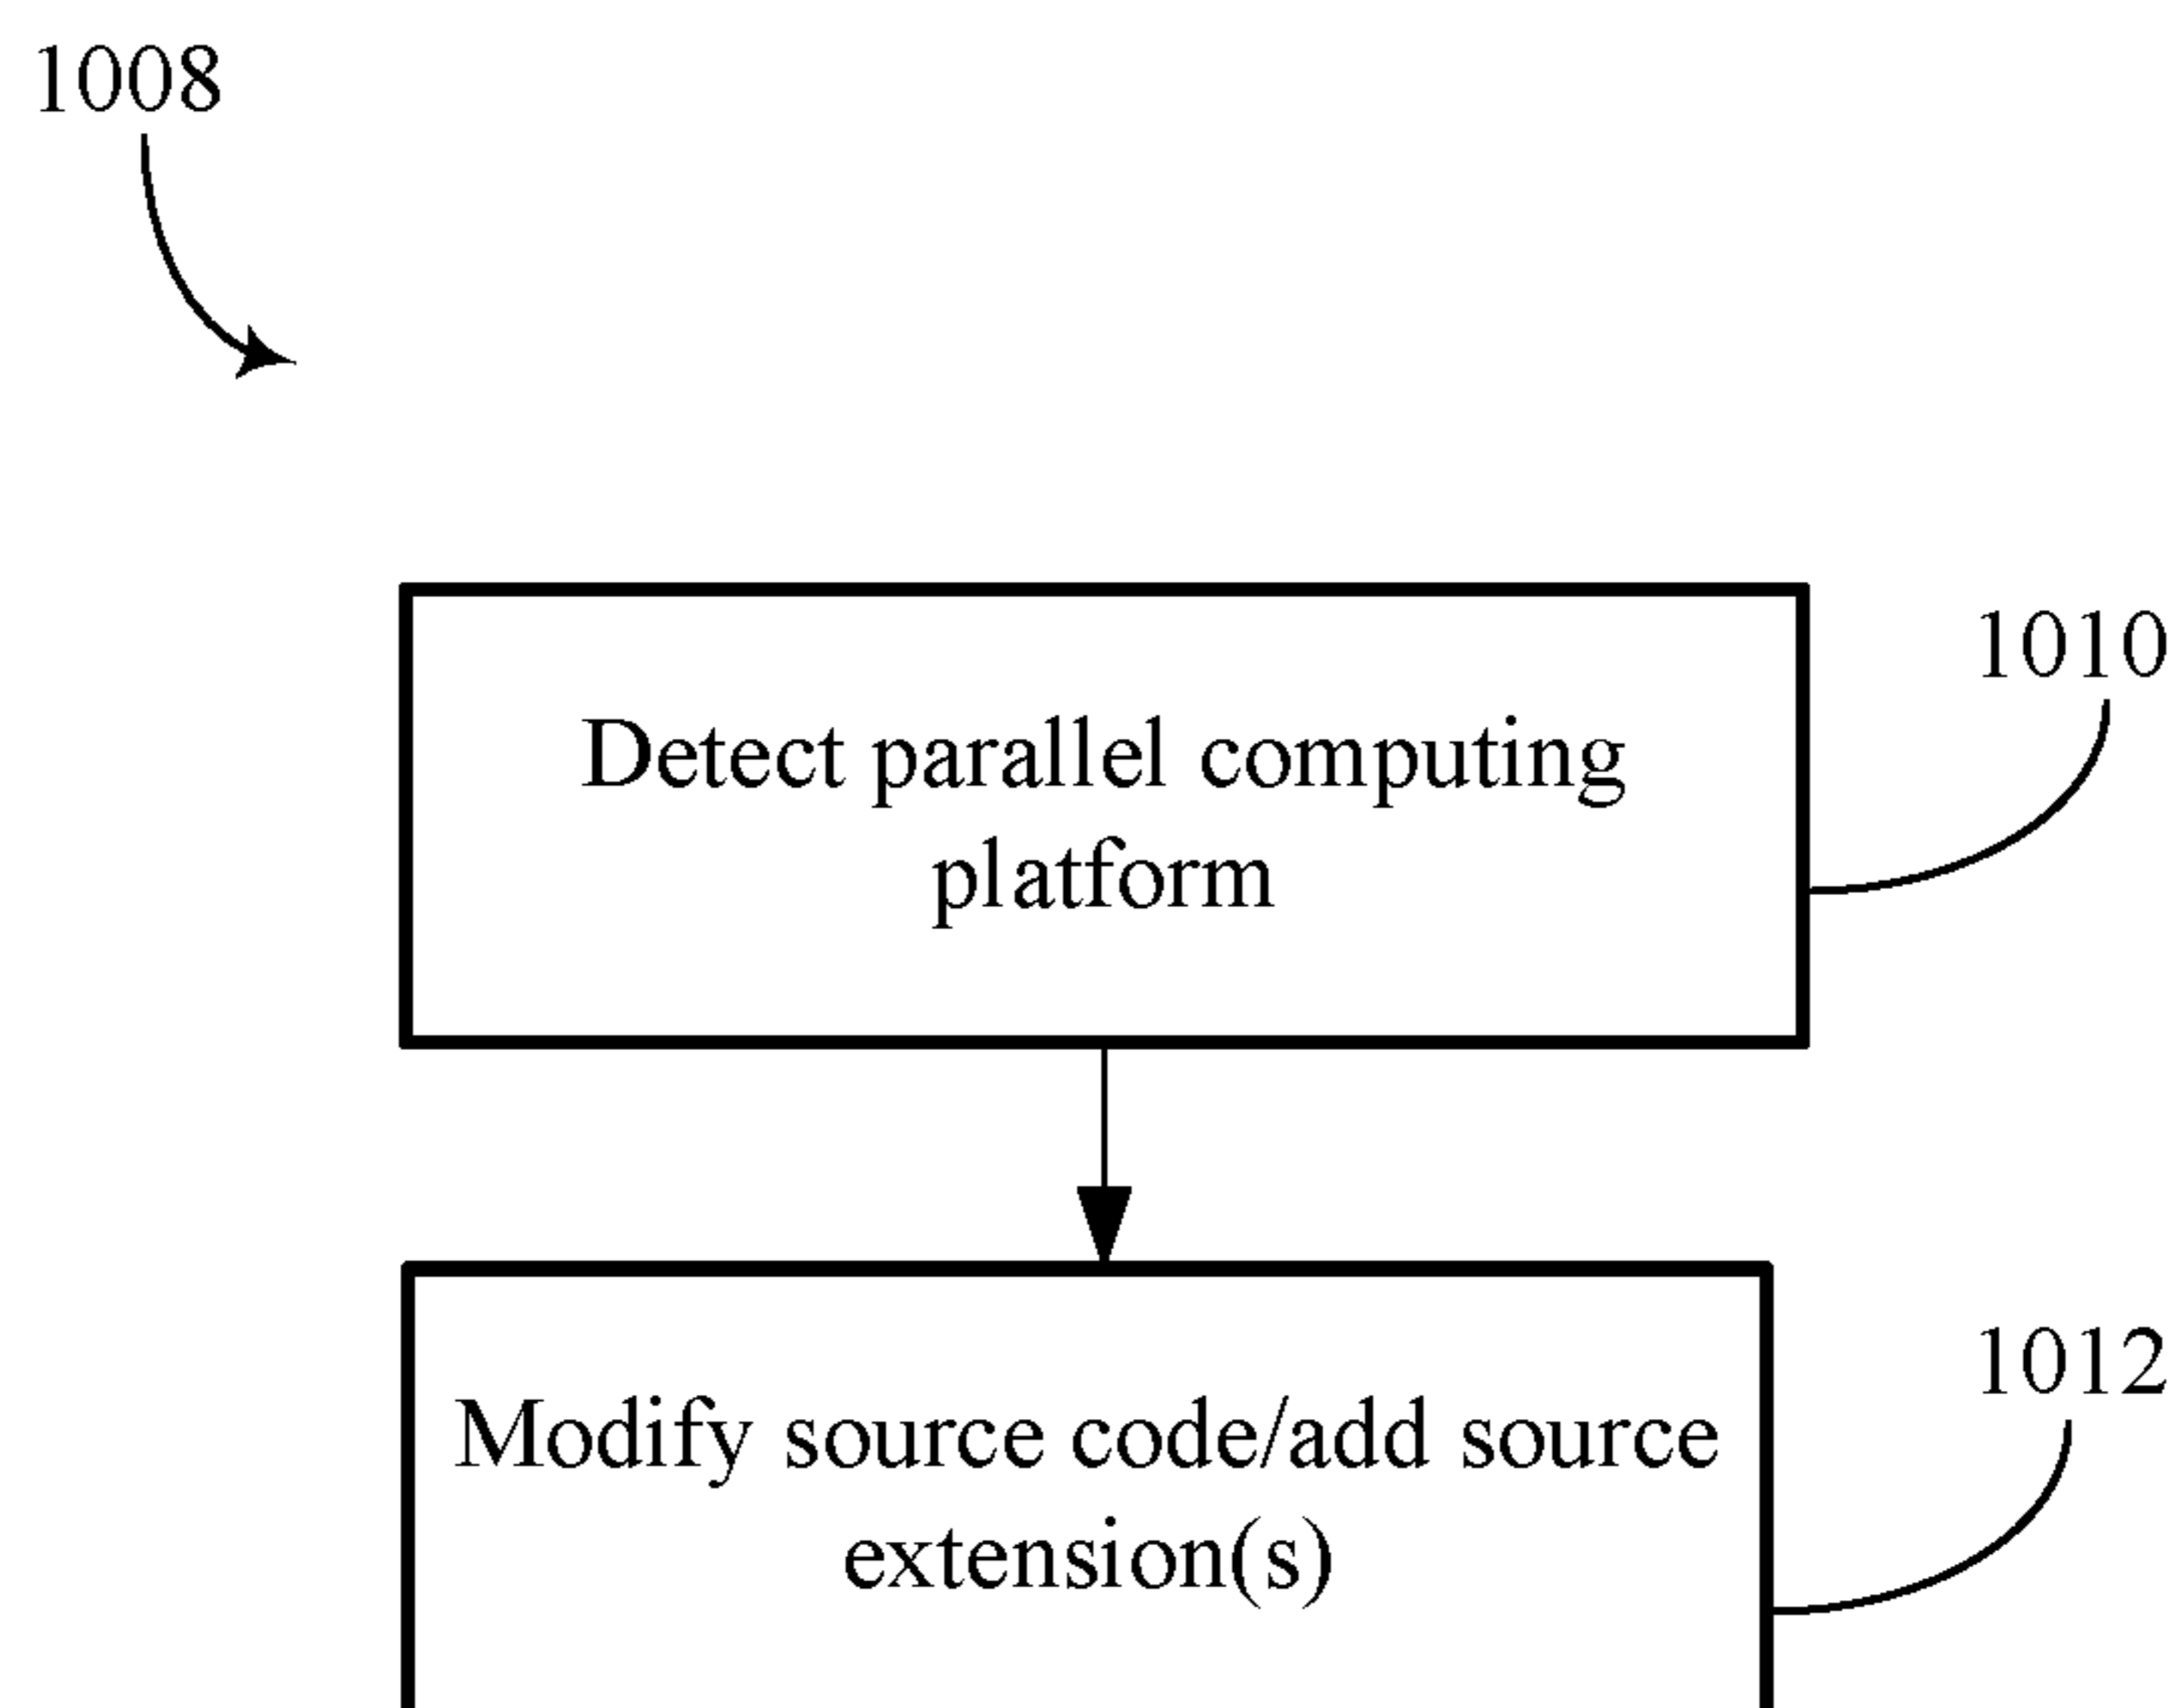 1008
1010
Detect parallel computing
platform
1012
Modify source code/add source
extension(s)